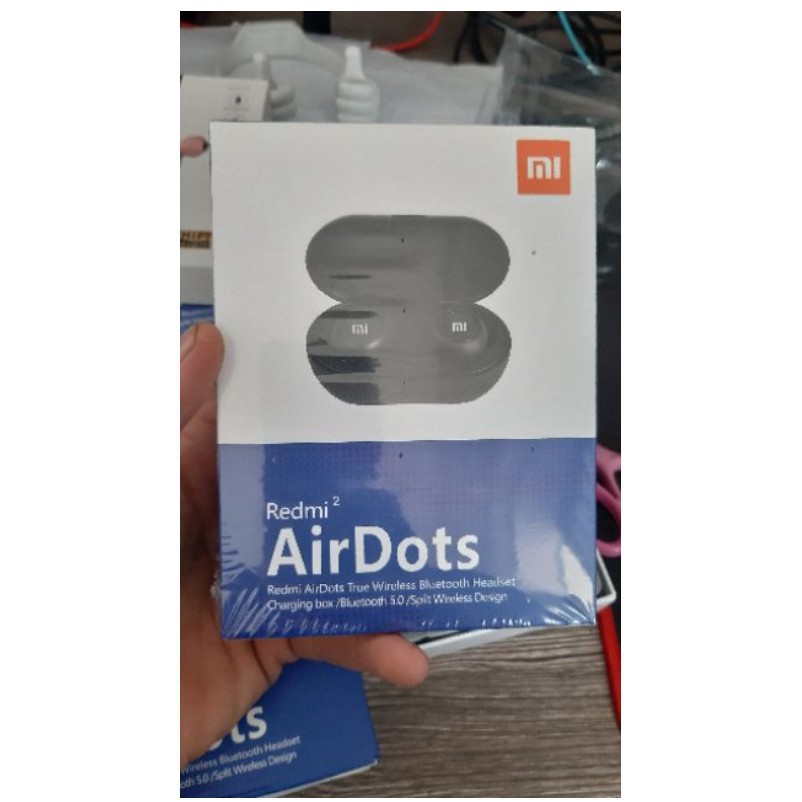 mi
mi mi
Redmi 2
AirDots
Redmi AirDots True Wireless Bluetooth Headset
Charging box /Bluetooth 5.0 /Split Wireless Design
ots
Wireless Bluetooth Headset
oth 5.0 /Split Wireless Design